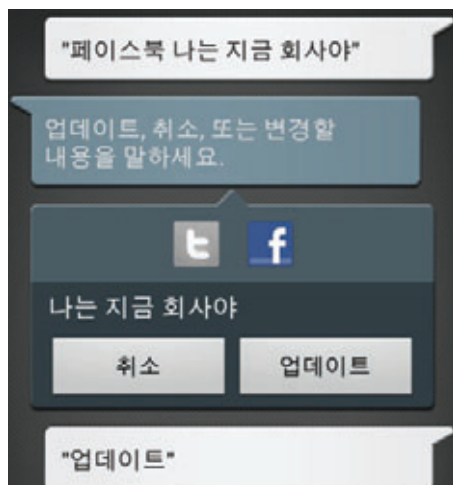 "페이스북 나는 지금 회사야"
업데이트, 취소, 또는 변경할
내용을 말하세요.
나는 지금 회사야
취소
업데이트
"업데이트"